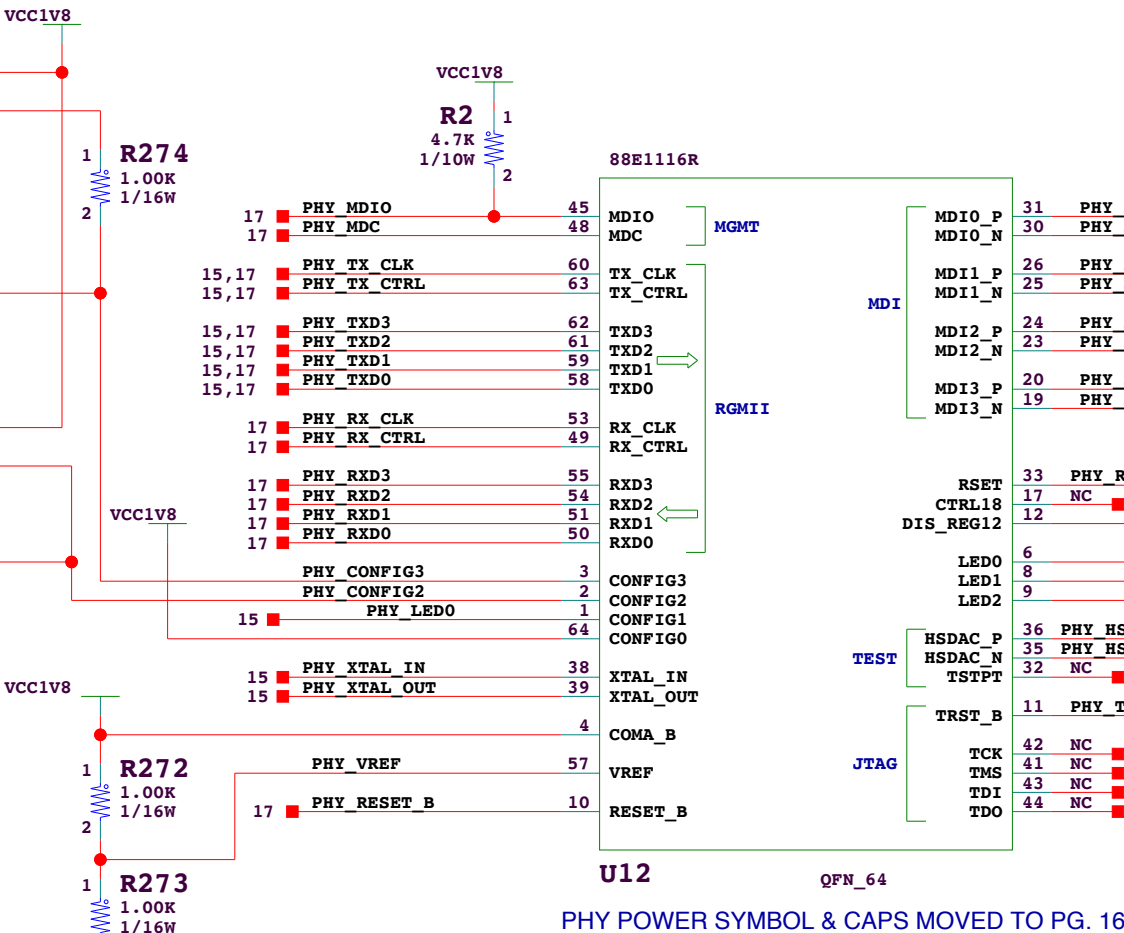 VCC1V8
VCC1V8
R2
1
4.7K
1/10W
2
1
R274
1.00K
1/16W
2
88E1116R
17 PHY_MDIO 45 MDIO
17 PHY_MDC 48 MDC
MGMT
15,17 PHY_TX_CLK 60 TX_CLK
15,17 PHY_TX_CTRL 63 TX_CTRL
15,17 PHY_TXD3 62 TXD3
15,17 PHY_TXD2 61 TXD2
15,17 PHY_TXD1 59 TXD1
15,17 PHY_TXD0 58 TXD0
RGMII
17 PHY_RX_CLK 53 RX_CLK
17 PHY_RX_CTRL 49 RX_CTRL
17 PHY_RXD3 55 RXD3
17 PHY_RXD2 54 RXD2
17 PHY_RXD1 51 RXD1
17 PHY_RXD0 50 RXD0
VCC1V8
PHY_CONFIG3 3 CONFIG3
PHY_CONFIG2 2 CONFIG2
15 PHY_LED0 1 CONFIG1
64 CONFIG0
15 PHY_XTAL_IN 38 XTAL_IN
15 PHY_XTAL_OUT 39 XTAL_OUT
VCC1V8
4 COMA_B
PHY_VREF 57 VREF
17 PHY_RESET_B 10 RESET_B
1
R272
1.00K
1/16W
2
1
R273
1.00K
1/16W
MDI
MDI0_P 31 PHY_
MDI0_N 30 PHY_
MDI1_P 26 PHY_
MDI1_N 25 PHY_
MDI2_P 24 PHY_
MDI2_N 23 PHY_
MDI3_P 20 PHY_
MDI3_N 19 PHY_
RSET 33 PHY_R
CTRL18 17 NC
DIS_REG12 12
LED0 6
LED1 8
LED2 9
TEST
HSDAC_P 36 PHY_HS
HSDAC_N 35 PHY_HS
TSTPT 32 NC
TRST_B 11 PHY_T
JTAG
TCK 42 NC
TMS 41 NC
TDI 43 NC
TDO 44 NC
U12
QFN_64
PHY POWER SYMBOL & CAPS MOVED TO PG. 16